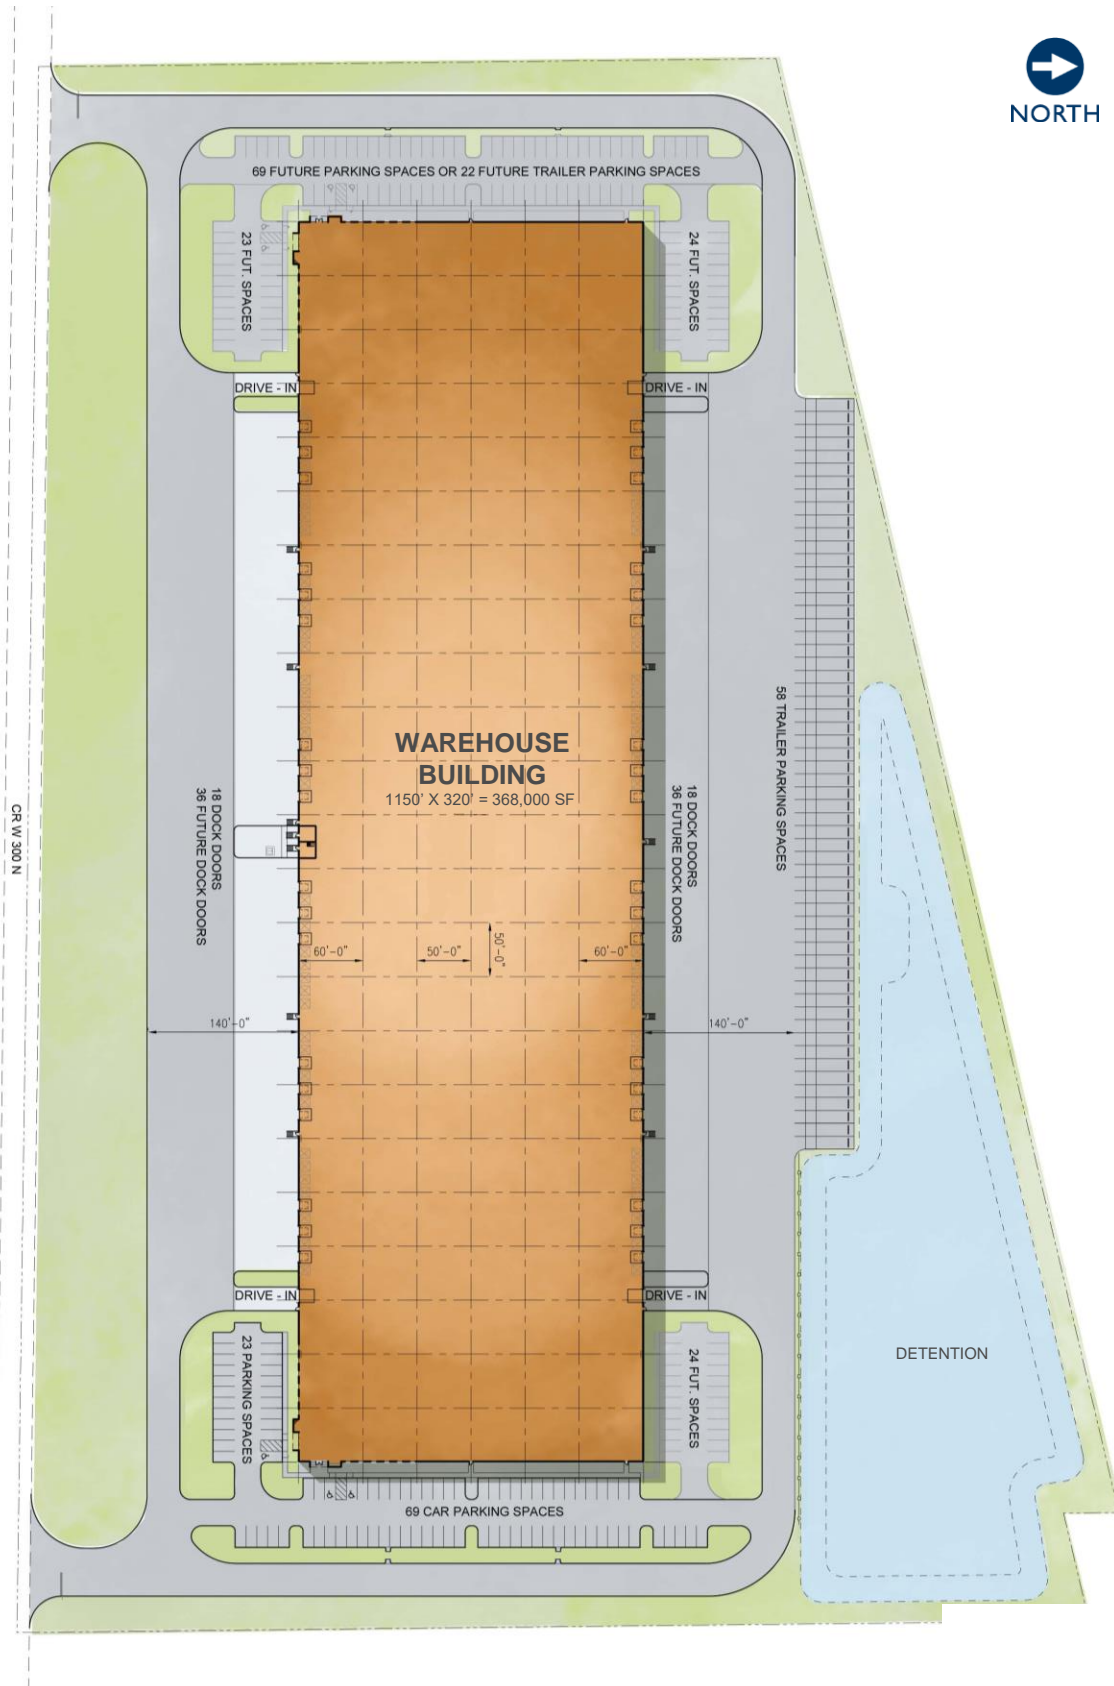 NORTH
69 FUTURE PARKING SPACES OR 22 FUTURE TRAILER PARKING SPACES
23 FUT. SPACES
24 FUT. SPACES
DRIVE - IN
DRIVE - IN
58 TRAILER PARKING SPACES
WAREHOUSE
BUILDING
1150' X 320' = 368,000 SF
18 DOCK DOORS
36 FUTURE DOCK DOORS
18 DOCK DOORS
36 FUTURE DOCK DOORS
CR W 300 N
60'-0"
50'-0"
50'-0"
60'-0"
140'-0"
140'-0"
DRIVE - IN
DRIVE - IN
23 PARKING SPACES
24 FUT. SPACES
DETENTION
69 CAR PARKING SPACES